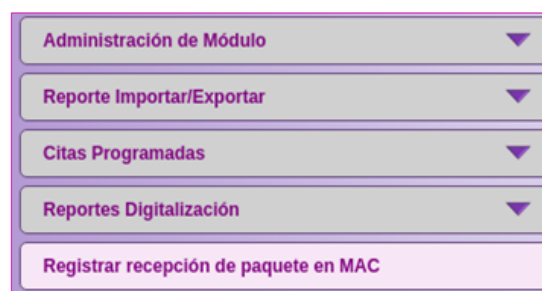 Administración de Módulo
Reporte Importar/Exportar
Citas Programadas
Reportes Digitalización
Registrar recepción de paquete en MAC